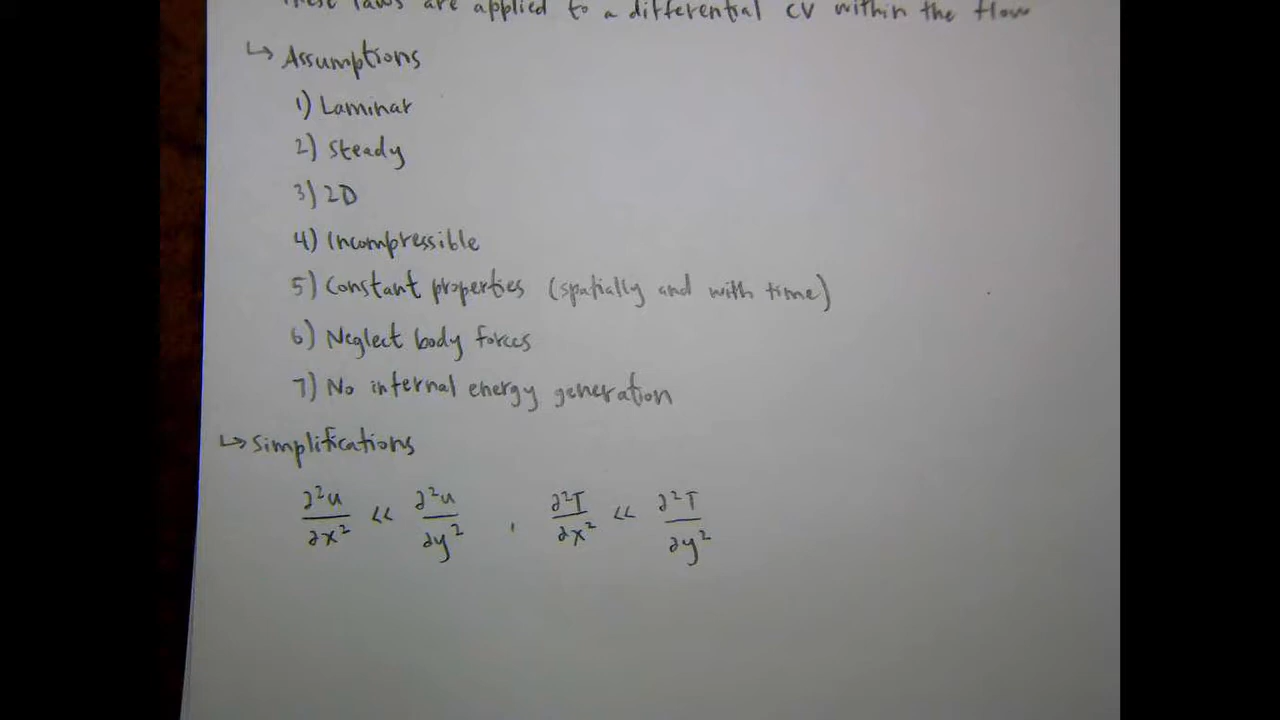 These laws are applied to a differential CV within the flow
↳ Assumptions
1) Laminar
2) Steady
3) 2D
4) Incompressible
5) Constant properties (spatially and with time)
6) Neglect body forces
7) No internal energy generation
↳ Simplifications
∂²u/∂x² << ∂²u/∂y² , ∂²T/∂x² << ∂²T/∂y²